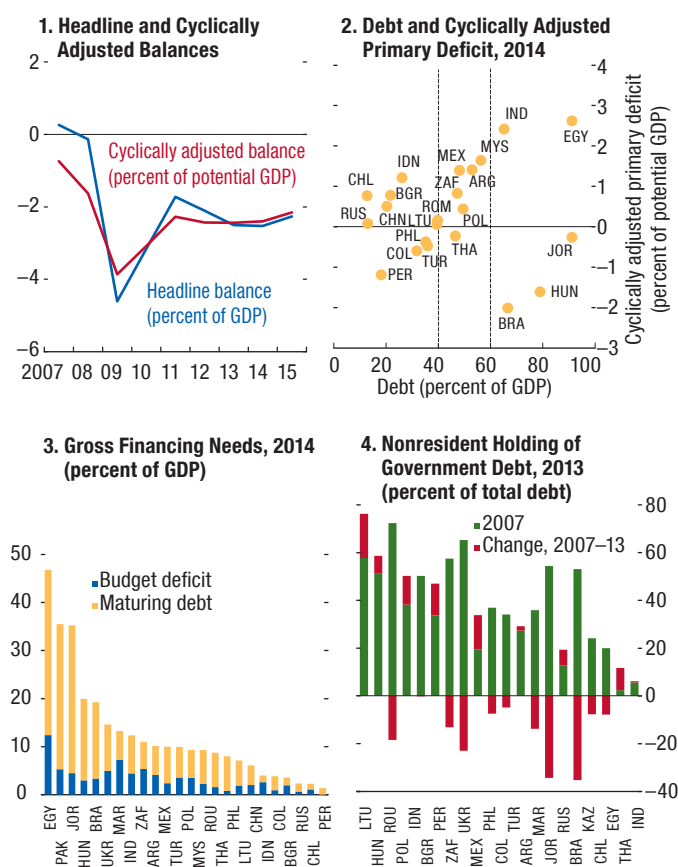 1. Headline and Cyclically
Adjusted Balances
2
0
–2
–4
–6
Cyclically adjusted balance
(percent of potential GDP)
Headline balance
(percent of GDP)
2007 08 09 10 11 12 13 14 15
2. Debt and Cyclically Adjusted
Primary Deficit, 2014
4
3
2
1
0
–1
–2
–3
Cyclically adjusted primary deficit
(percent of potential GDP)
IND
EGY
MYS
MEX
IDN
ZAF
ARG
CHL
BGR
ROM
RUS
CHN
LTU
POL
PHL
THA
JOR
COL
TUR
PER
HUN
BRA
0 20 40 60 80 100
Debt (percent of GDP)
3. Gross Financing Needs, 2014
(percent of GDP)
50
40
30
20
10
0
Budget deficit
Maturing debt
EGY
PAK
JOR
HUN
BRA
UKR
MAR
IND
ZAF
ARG
MEX
TUR
POL
MYS
ROU
THA
PHL
LTU
CHN
IDN
COL
BGR
RUS
CHL
PER
4. Nonresident Holding of
Government Debt, 2013
(percent of total debt)
80
60
40
20
0
–20
–40
2007
Change, 2007–13
LTU
HUN
ROU
POL
IDN
BGR
PER
ZAF
UKR
MEX
PHL
COL
TUR
ARG
MAR
JOR
RUS
BRA
KAZ
CHL
EGY
THA
IND